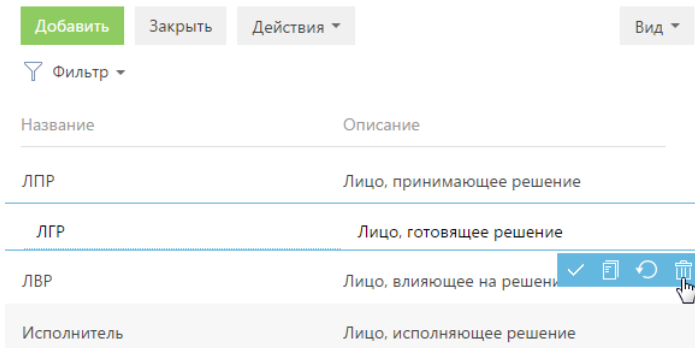 Добавить Закрыть Действия Вид
Фильтр
Название Описание
ЛПР Лицо, принимающее решение
ЛГР Лицо, готовящее решение
ЛВР Лицо, влияющее на
Исполнитель Лицо, исполняющее решение